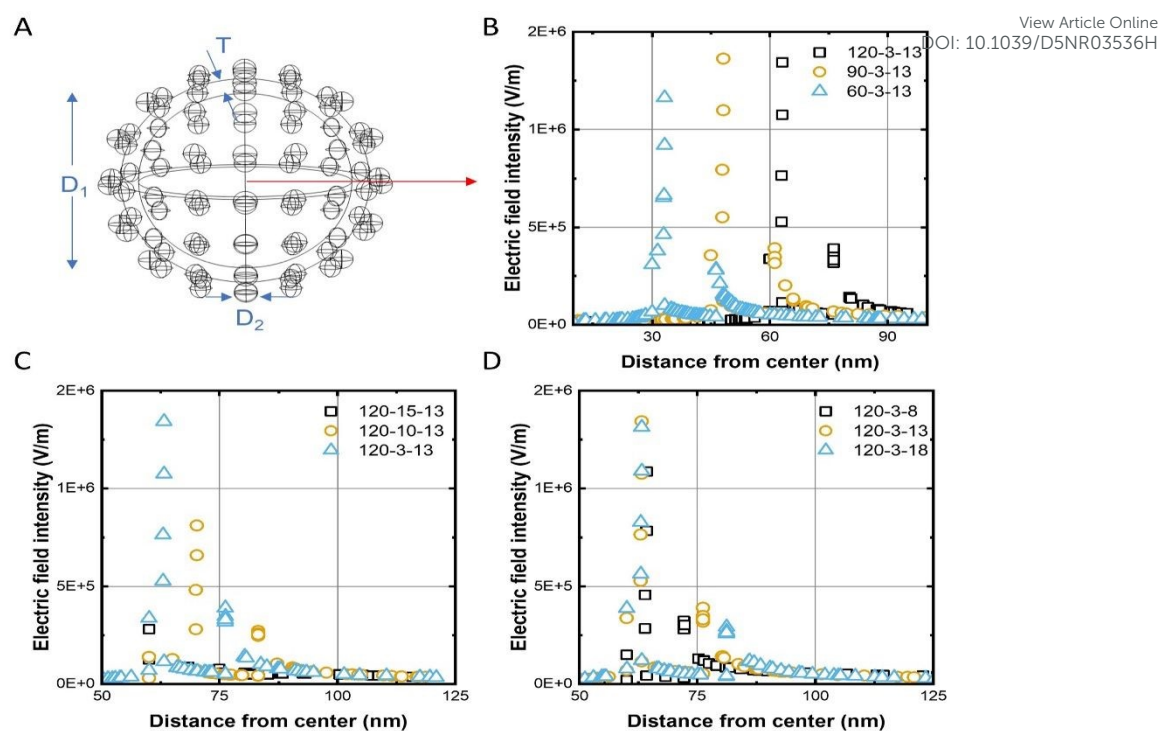 View Article Online
DOI: 10.1039/D5NR03536H
A
T
D1
D2
B
2E+6
1E+6
5E+5
0E+0
Electric field intensity (V/m)
120-3-13
90-3-13
60-3-13
30
60
90
Distance from center (nm)
C
2E+6
1E+6
5E+5
0E+0
Electric field intensity (V/m)
120-15-13
120-10-13
120-3-13
50
75
100
125
Distance from center (nm)
D
2E+6
1E+6
5E+5
0E+0
Electric field intensity (V/m)
120-3-8
120-3-13
120-3-18
50
75
100
125
Distance from center (nm)